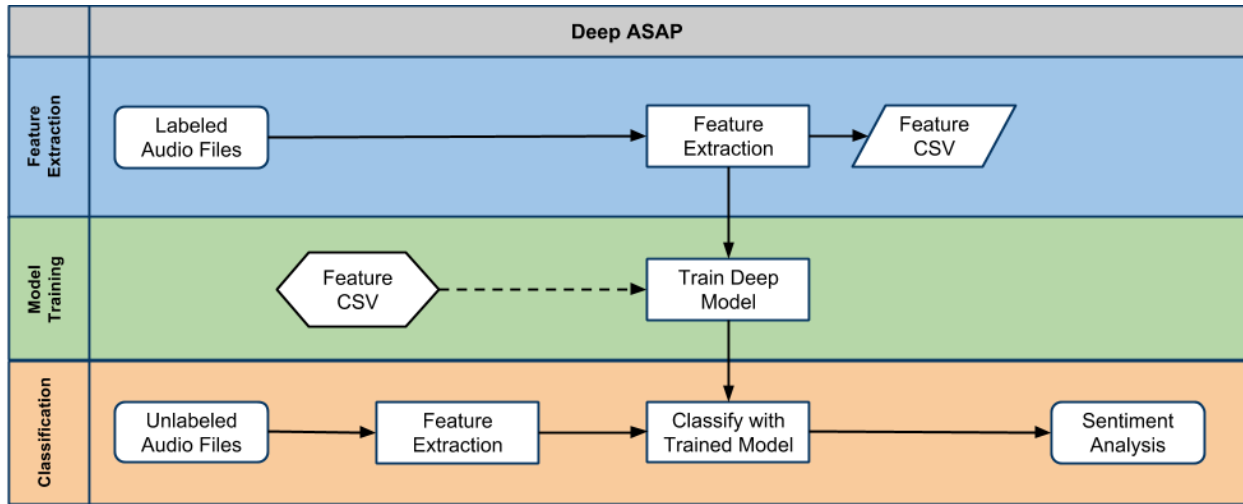 Deep ASAP
Feature
Extraction
Labeled
Audio Files
Feature
Extraction
Feature
CSV
Model
Training
Feature
CSV
Train Deep
Model
Classification
Unlabeled
Audio Files
Feature
Extraction
Classify with
Trained Model
Sentiment
Analysis